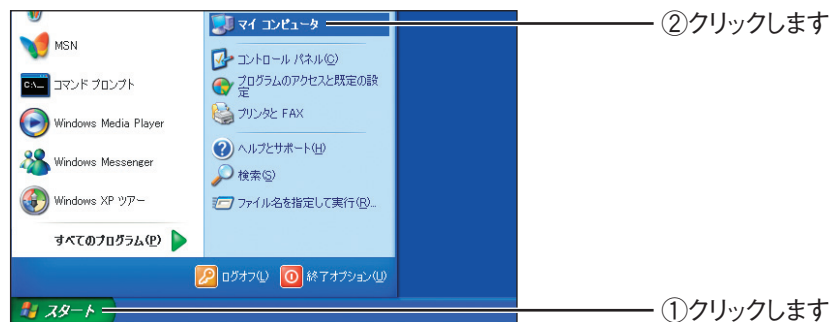 MSN
コマンド プロンプト
Windows Media Player
Windows Messenger
Windows XP ツアー
すべてのプログラム(P)
マイ コンピュータ
コントロール パネル(C)
プログラムのアクセスと既定の設
定
プリンタと FAX
ヘルプとサポート(H)
検索(S)
ファイル名を指定して実行(R)...
ログオフ(L)
終了オプション(U)
スタート
②クリックします
①クリックします